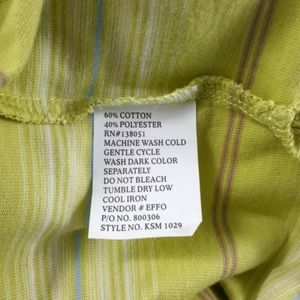 60% COTTON
40% POLYESTER
RN#138051
MACHINE WASH COLD
GENTLE CYCLE
WASH DARK COLOR
SEPARATELY
DO NOT BLEACH
TUMBLE DRY LOW
COOL IRON
VENDOR # EFFO
P/O NO. 800306
STYLE NO. KSM 1029